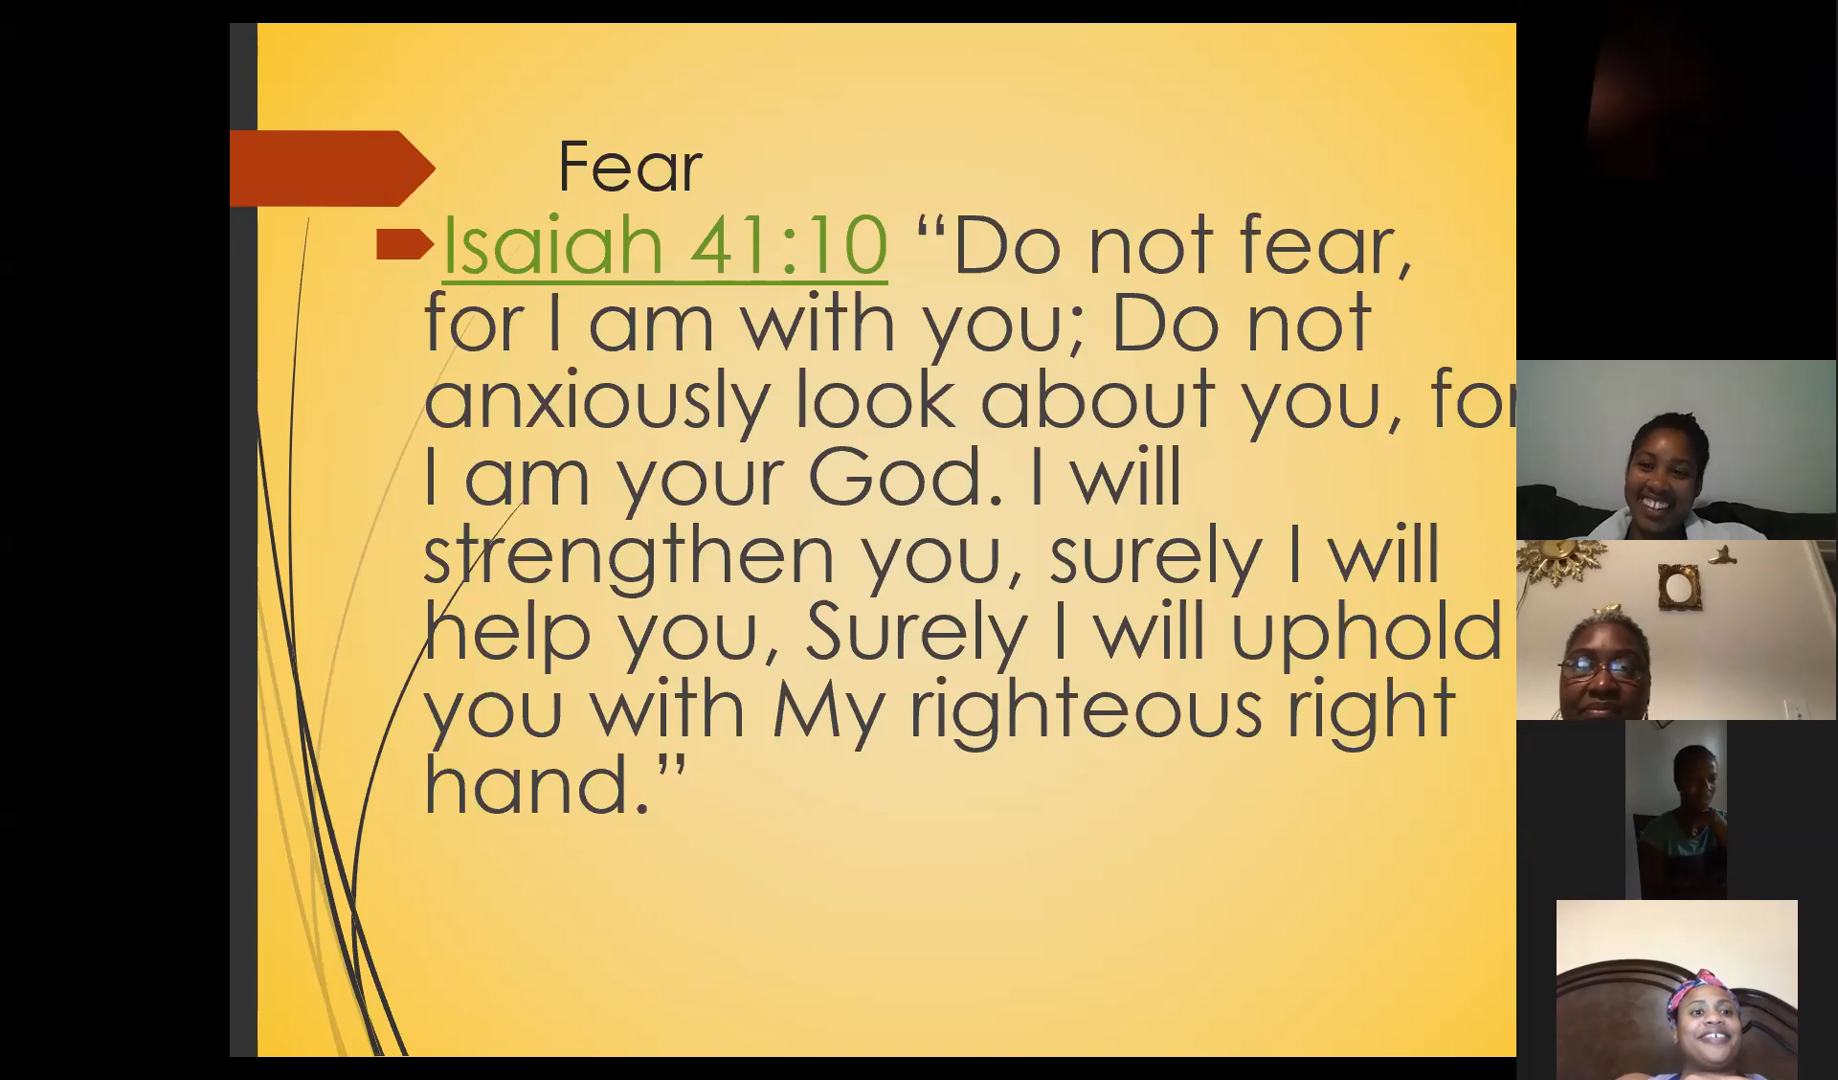 Fear
Isaiah 41:10 “Do not fear,
for I am with you; Do not
anxiously look about you, for
I am your God. I will
strengthen you, surely I will
help you, Surely I will uphold
you with My righteous right
hand.”